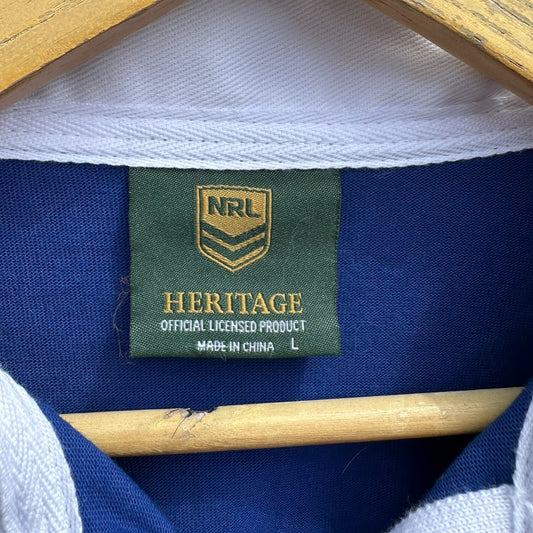 NRL
HERITAGE
OFFICIAL LICENSED PRODUCT
MADE IN CHINA L